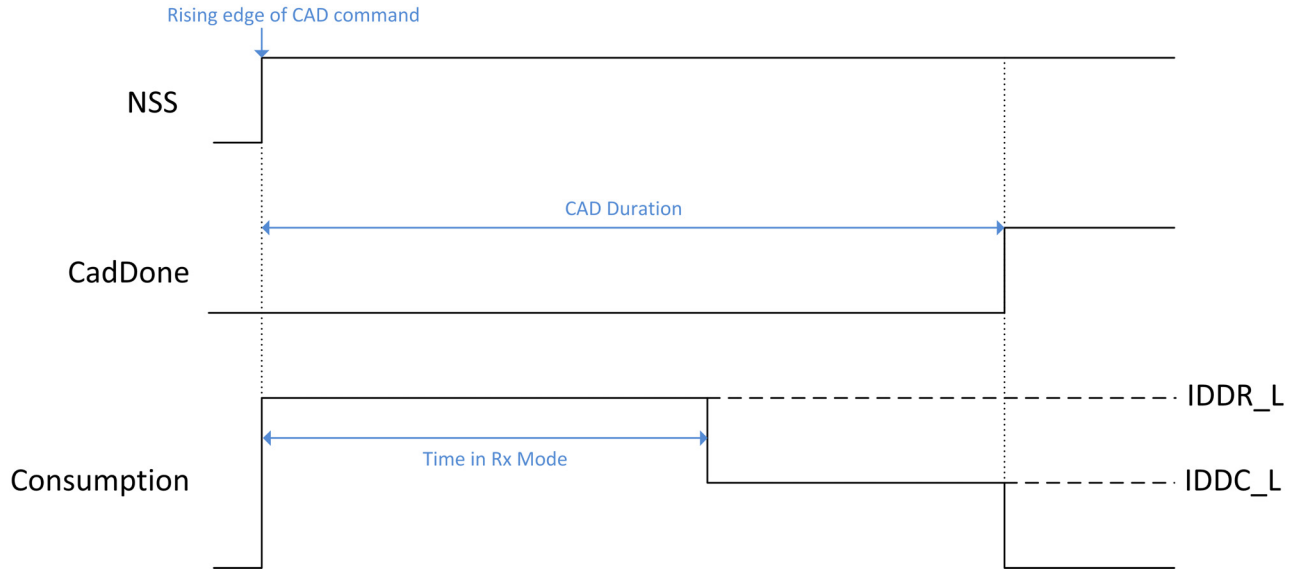 Rising edge of CAD command
NSS
CAD Duration
CadDone
IDDR_L
Time in Rx Mode
Consumption
IDDC_L